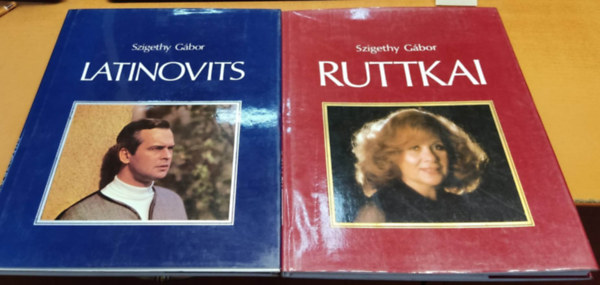 Szigethy Gábor
LATINOVITS
Szigethy Gábor
RUTTKAI